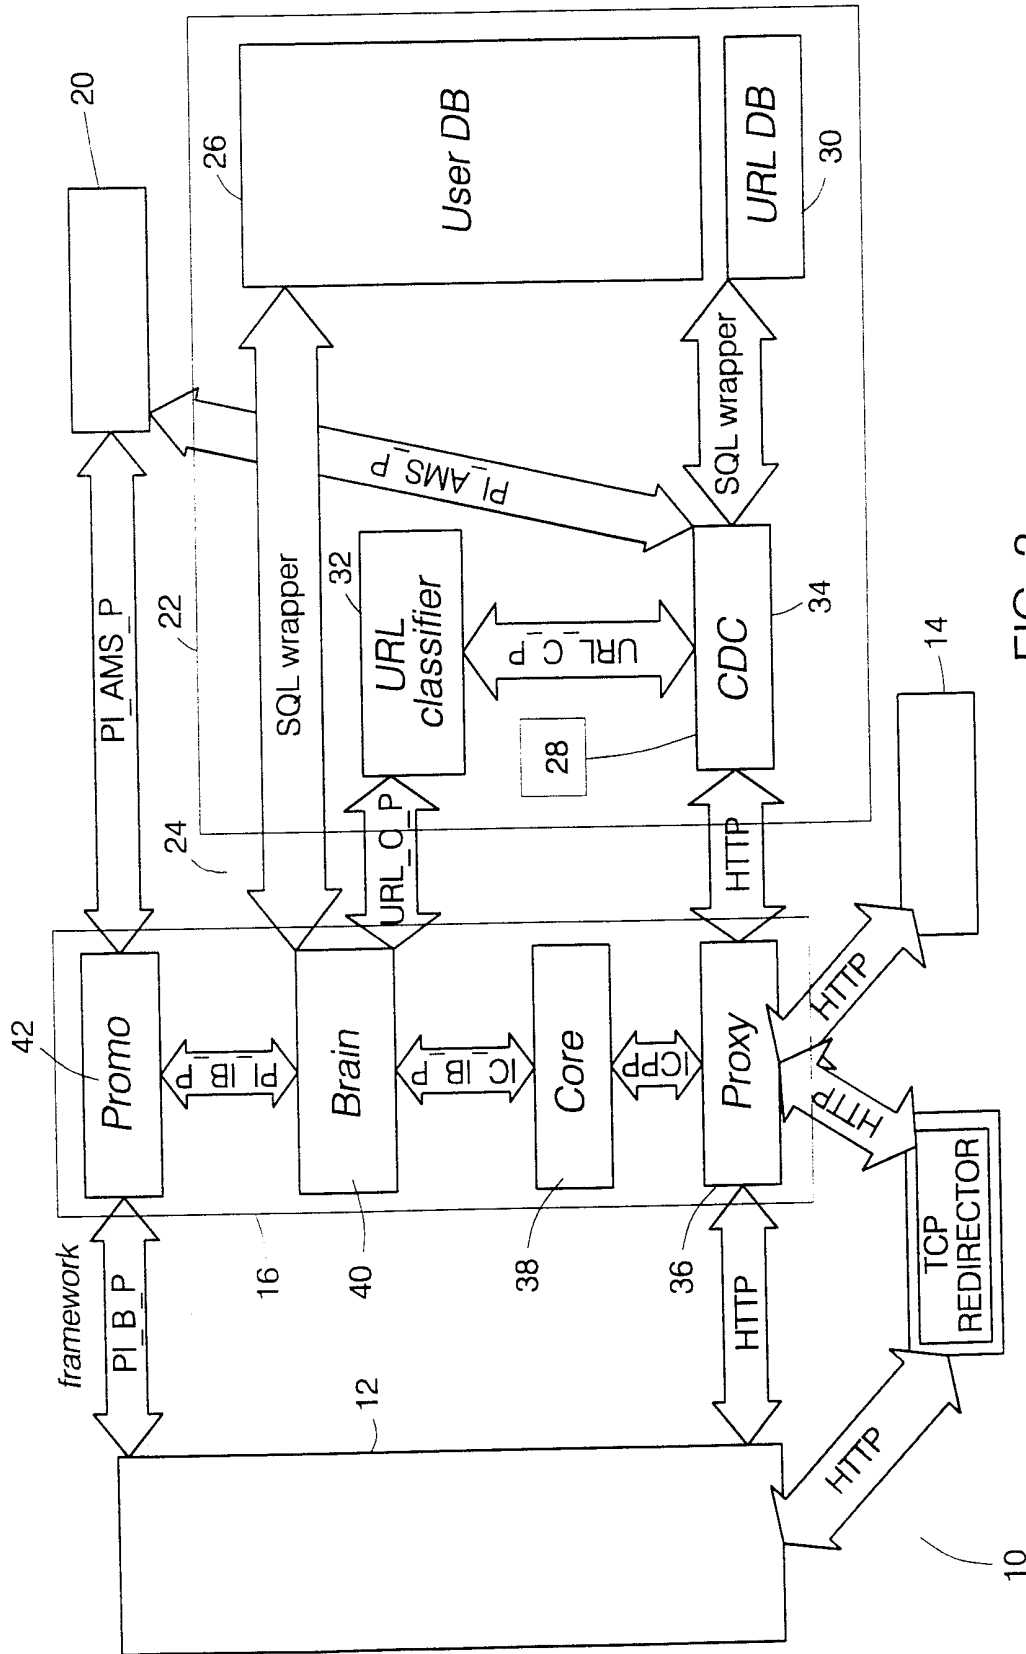 42
framework
20
PI_B_P
Promo
PI_AMS_P
22
24
26
PI_IB_P
16
SQL wrapper
Brain
40
12
32
PI_AMS_P
URL_C_P
URL
classifier
User DB
IC_IB_P
38
Core
28
URL_C_P
ICPP
36
HTTP
Proxy
HTTP
CDC
SQL wrapper
URL DB
34
30
HTTP
HTTP
HTTP
14
TCP
REDIRECTOR
10